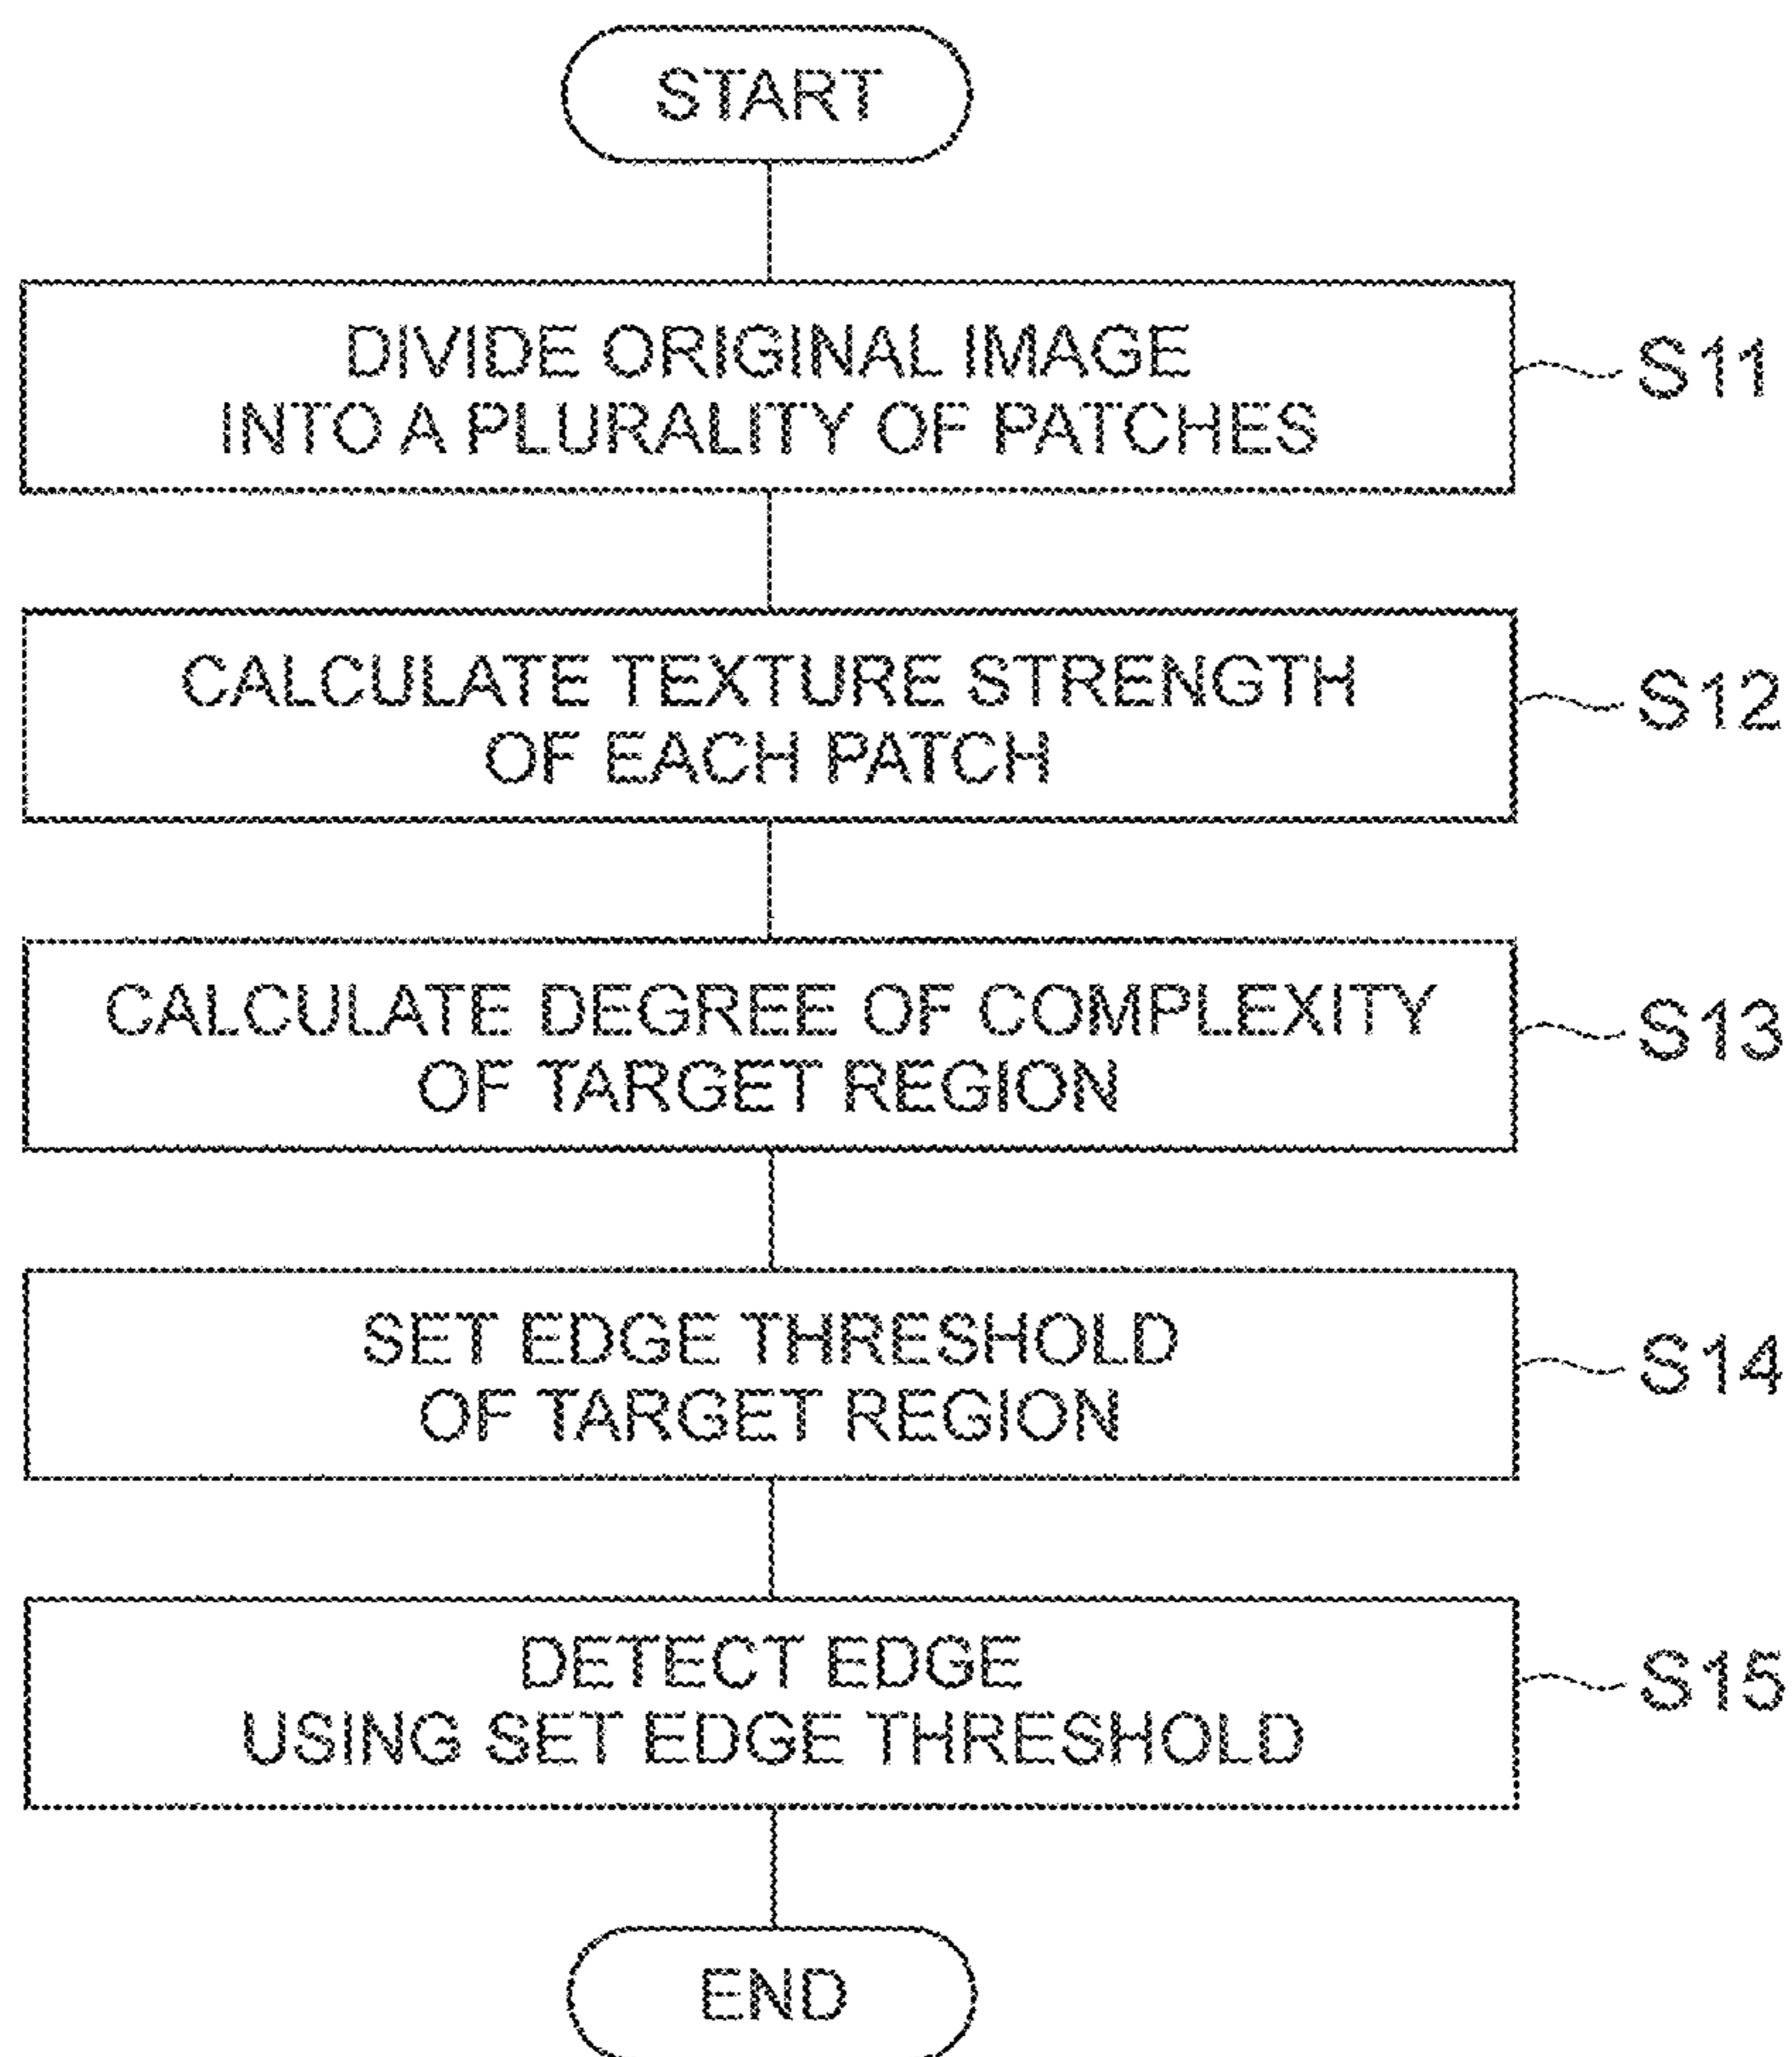 START
DIVIDE ORIGINAL IMAGE
INTO A PLURALITY OF PATCHES
S11
CALCULATE TEXTURE STRENGTH
OF EACH PATCH
S12
CALCULATE DEGREE OF COMPLEXITY
OF TARGET REGION
S13
SET EDGE THRESHOLD
OF TARGET REGION
S14
DETECT EDGE
USING SET EDGE THRESHOLD
S15
END